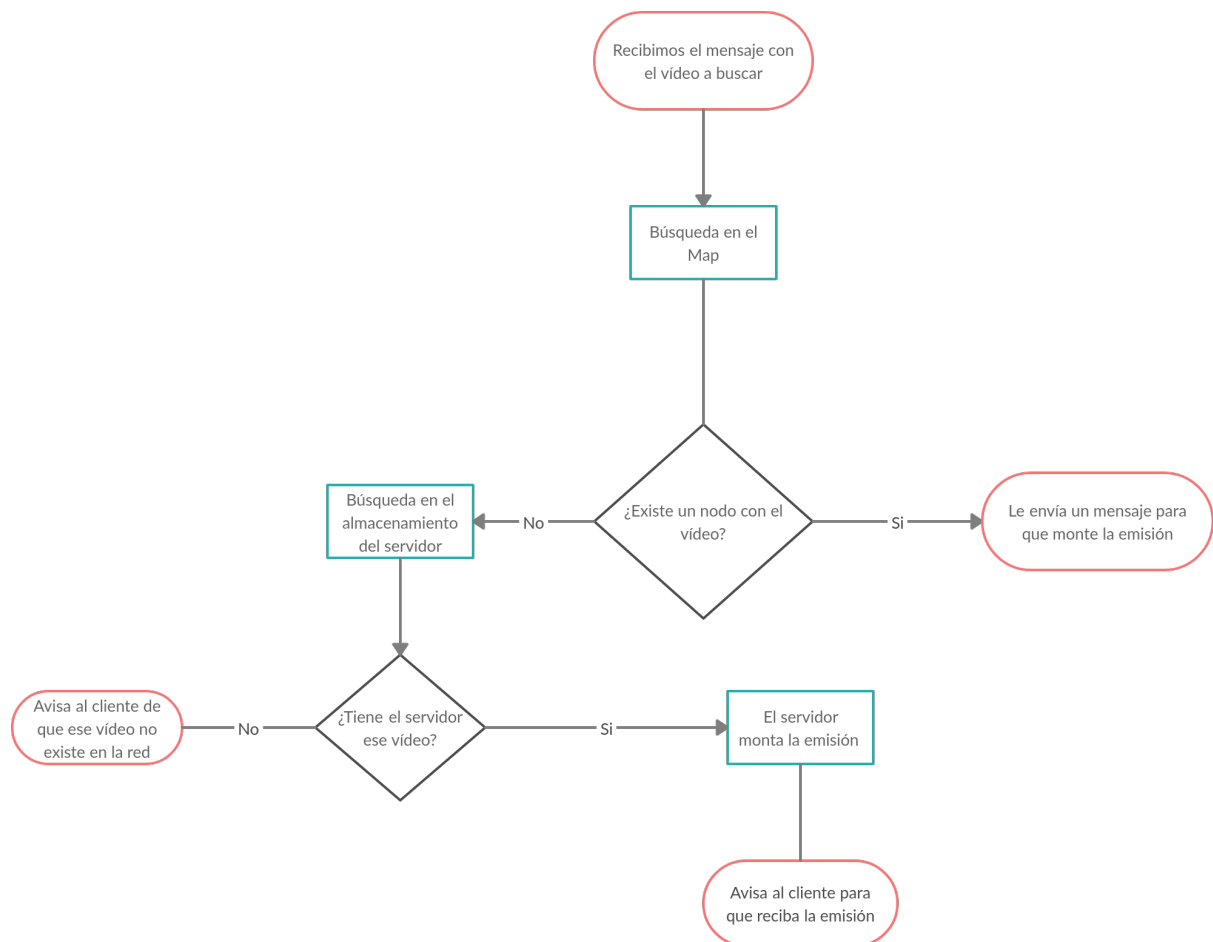 Recibimos el mensaje con
el vídeo a buscar
Búsqueda en el
Map
¿Existe un nodo con el
vídeo?
No
Si
Búsqueda en el
almacenamiento
del servidor
Le envía un mensaje para
que monte la emisión
¿Tiene el servidor
ese vídeo?
No
Si
Avisa al cliente de
que ese vídeo no
existe en la red
El servidor
monta la emisión
Avisa al cliente para
que reciba la emisión